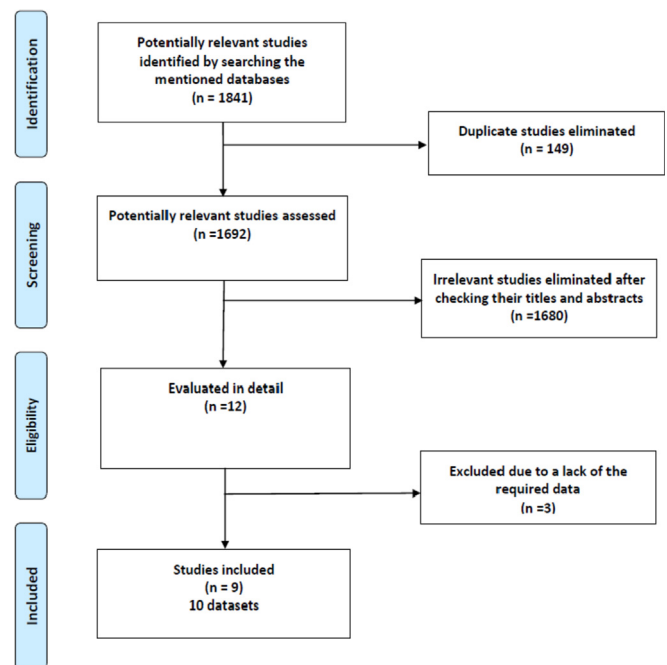 Identification
Potentially relevant studies
identified by searching the
mentioned databases
(n = 1841)
Duplicate studies eliminated
(n = 149)
Screening
Potentially relevant studies assessed
(n =1692)
Irrelevant studies eliminated after
checking their titles and abstracts
(n =1680)
Eligibility
Evaluated in detail
(n =12)
Excluded due to a lack of the
required data
(n =3)
Included
Studies included
(n = 9)
10 datasets